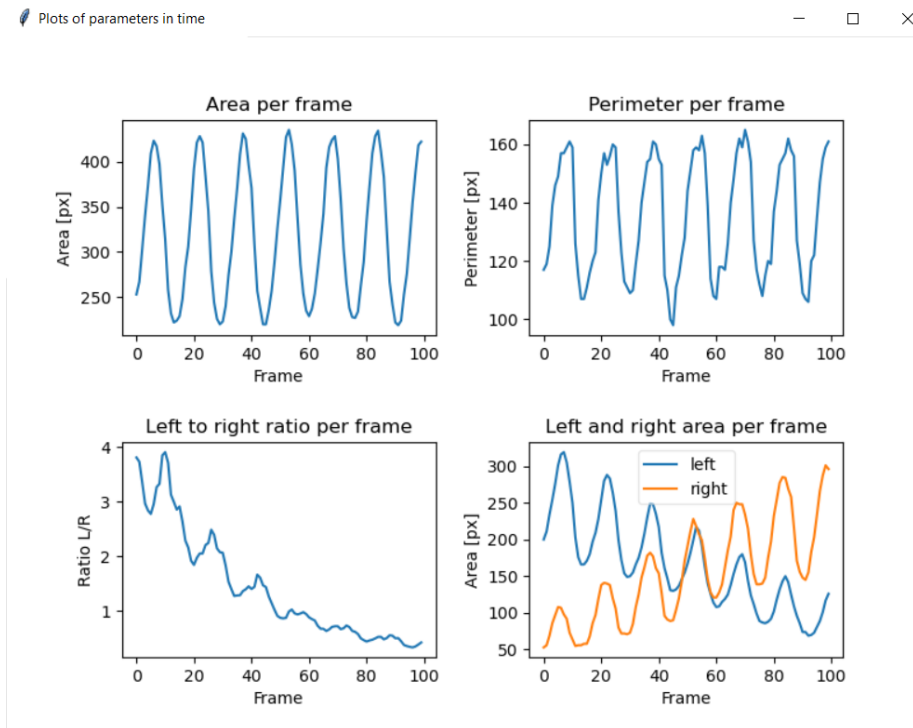 Plots of parameters in time
Area per frame
Area [px]
400
350
300
250
0 20 40 60 80 100
Frame
Perimeter per frame
Perimeter [px]
160
140
120
100
0 20 40 60 80 100
Frame
Left to right ratio per frame
Ratio L/R
4
3
2
1
0 20 40 60 80 100
Frame
Left and right area per frame
Area [px]
300
250
200
150
100
50
left
right
0 20 40 60 80 100
Frame